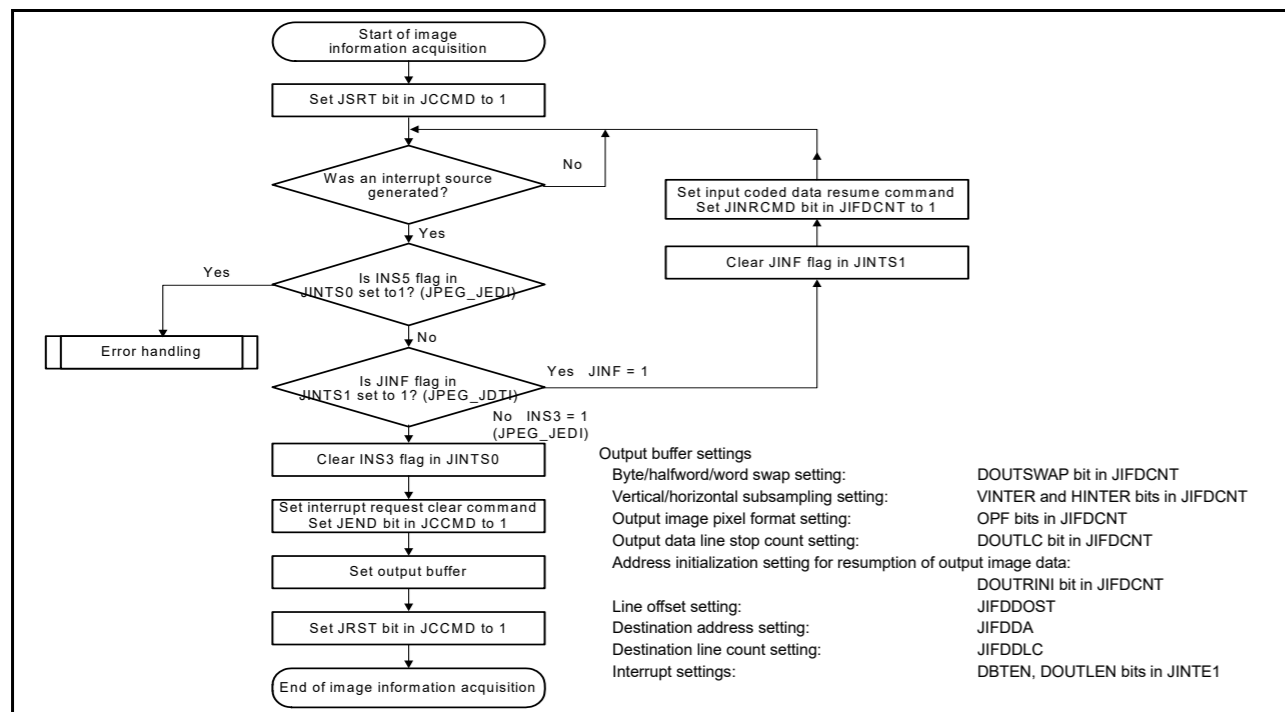 Start of image
information acquisition
Set JSRT bit in JCCMD to 1
Was an interrupt source
generated?
No
Set input coded data resume command
Set JINRCMD bit in JIFDCNT to 1
Yes
Clear JINF flag in JINTS1
Yes
Is INS5 flag in
JINTS0 set to1? (JPEG_JEDI)
No
Error handling
Is JINF flag in
JINTS1 set to 1? (JPEG_JDTI)
Yes JINF = 1
No INS3 = 1
(JPEG_JEDI)
Clear INS3 flag in JINTS0
Set interrupt request clear command
Set JEND bit in JCCMD to 1
Set output buffer
Set JRST bit in JCCMD to 1
End of image information acquisition
Output buffer settings
Byte/halfword/word swap setting: DOUTSWAP bit in JIFDCNT
Vertical/horizontal subsampling setting: VINTER and HINTER bits in JIFDCNT
Output image pixel format setting: OPF bits in JIFDCNT
Output data line stop count setting: DOUTLC bit in JIFDCNT
Address initialization setting for resumption of output image data:
DOUTRINI bit in JIFDCNT
Line offset setting: JIFDDOST
Destination address setting: JIFDDA
Destination line count setting: JIFDDLC
Interrupt settings: DBTEN, DOUTLEN bits in JINTE1